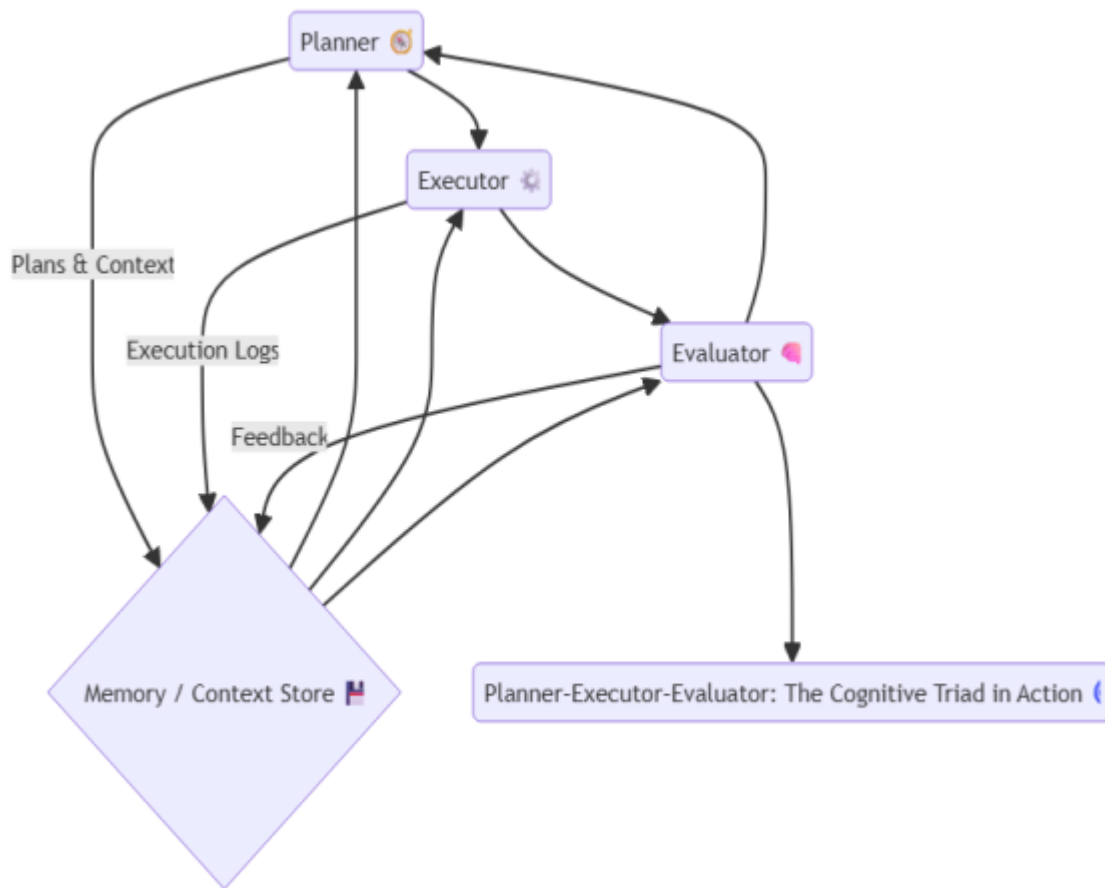 Planner 🧭
Executor ⚙️
Plans & Context
Execution Logs
Evaluator 🧠
Feedback
Memory / Context Store 💾
Planner-Executor-Evaluator: The Cognitive Triad in Action